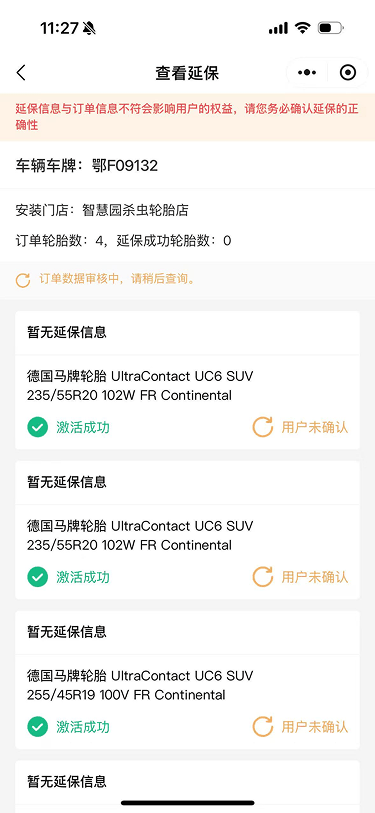 11:27
查看延保
延保信息与订单信息不符会影响用户的权益，请您务必确认延保的正
确性
车辆车牌：鄂F09132
安装门店：智慧园杀虫轮胎店
订单轮胎数：4，延保成功轮胎数：0
订单数据审核中，请稍后查询。
暂无延保信息
德国马牌轮胎 UltraContact UC6 SUV
235/55R20 102W FR Continental
激活成功 用户未确认
暂无延保信息
德国马牌轮胎 UltraContact UC6 SUV
235/55R20 102W FR Continental
激活成功 用户未确认
暂无延保信息
德国马牌轮胎 UltraContact UC6 SUV
255/45R19 100V FR Continental
激活成功 用户未确认
暂无延保信息